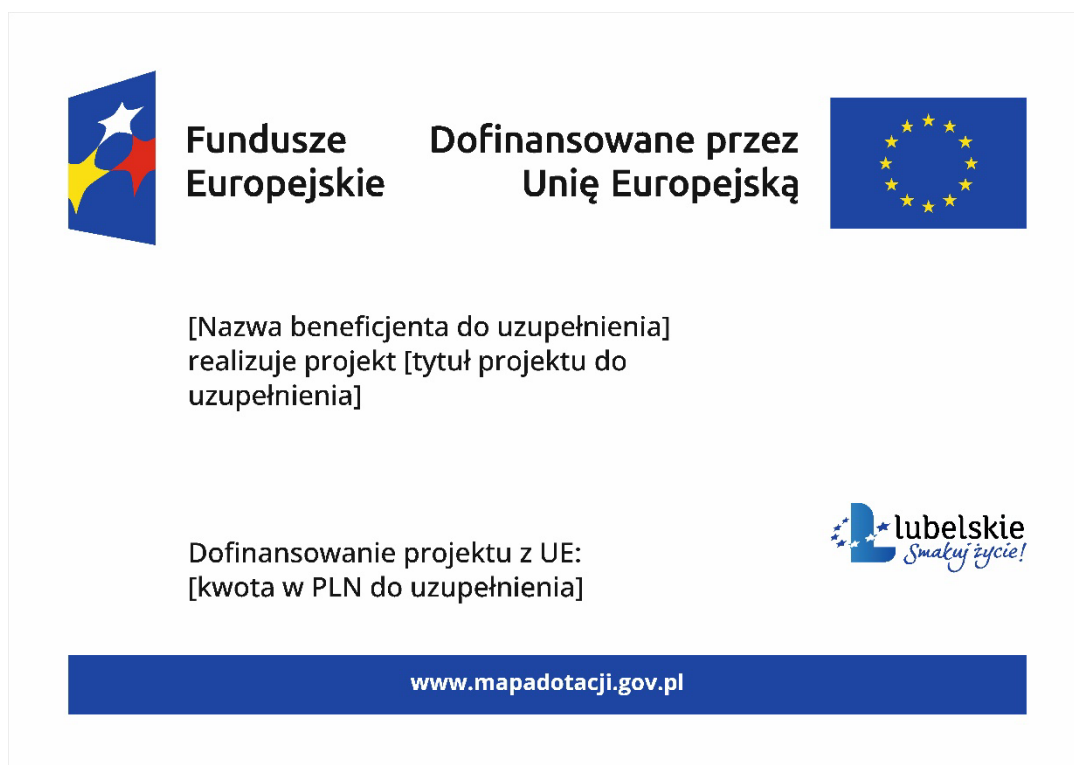 Fundusze
Europejskie
Dofinansowane przez
Unię Europejską
[Nazwa beneficjenta do uzupełnienia]
realizuje projekt [tytuł projektu do
uzupełnienia]
lubelskie
Smakuj życie!
Dofinansowanie projektu z UE:
[kwota w PLN do uzupełnienia]
www.mapadotacji.gov.pl